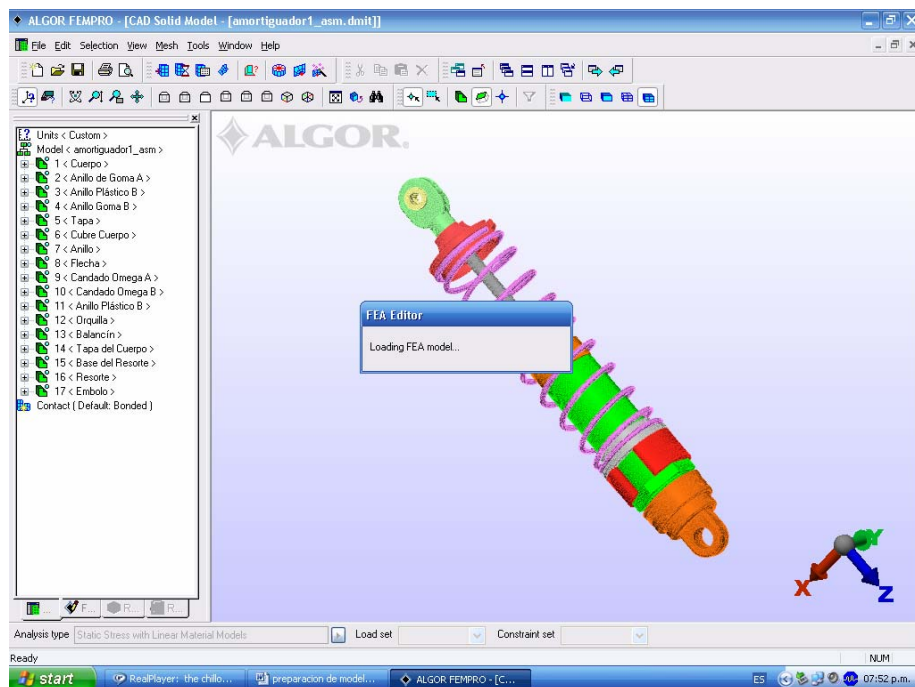 ALGOR FEMPRO - [CAD Solid Model - [amortiguador1_asm.dmit]]
File Edit Selection View Mesh Tools Window Help
ALGOR
Units < Custom >
Model < amortiguador1_asm >
1 < Cuerpo >
2 < Anillo de Goma A >
3 < Anillo Plástico B >
4 < Anillo Goma B >
5 < Tapa >
6 < Cubre Cuerpo >
7 < Anillo >
8 < Flecha >
9 < Candado Omega A >
10 < Candado Omega B >
11 < Anillo Plástico B >
12 < Orquilla >
13 < Balancín >
14 < Tapa del Cuerpo >
15 < Base del Resorte >
16 < Resorte >
17 < Embolo >
Contact ( Default: Bonded )
FEA Editor
Loading FEA model...
X
Y
Z
... F... R... R...
Analysis type Static Stress with Linear Material Models Load set Constraint set
Ready NUM
start RealPlayer: the chillo... preparacion de model... ALGOR FEMPRO - [C... ES 07:52 p.m.